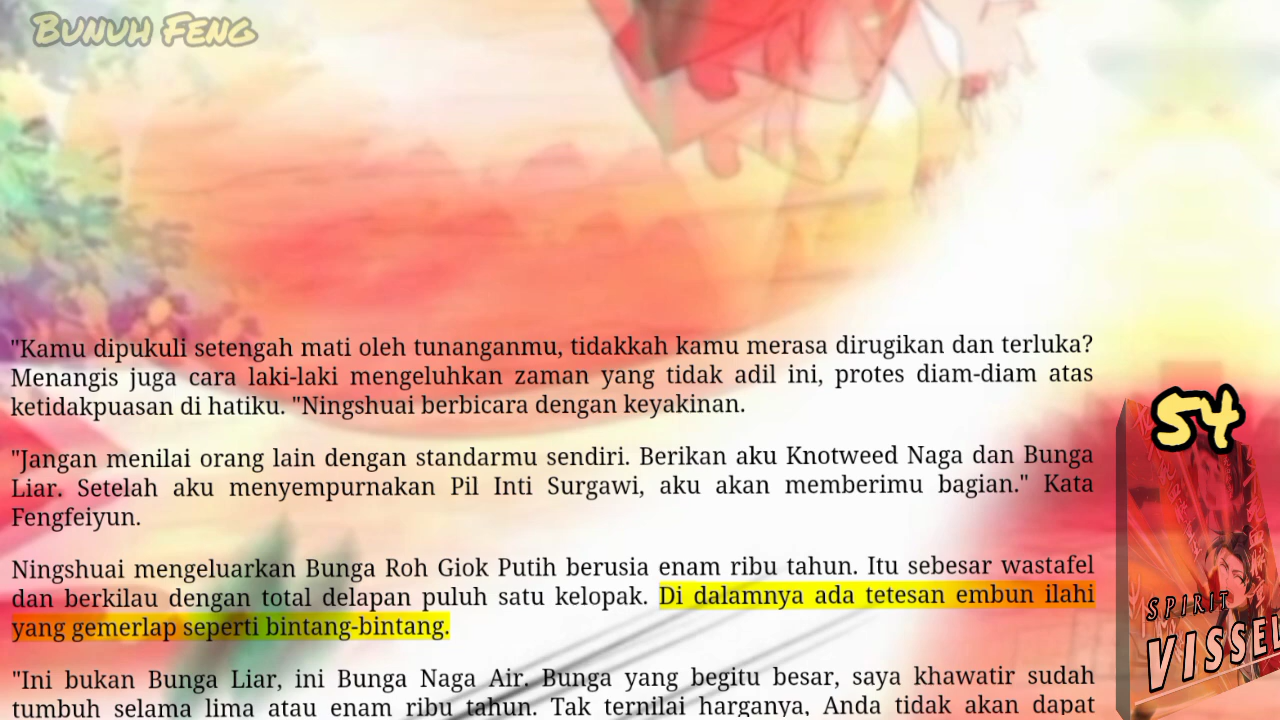 Bunuh Feng
"Kamu dipukuli setengah mati oleh tunanganmu, tidakkah kamu merasa dirugikan dan terluka?
Menangis juga cara laki-laki mengeluhkan zaman yang tidak adil ini, protes diam-diam atas
ketidakpuasan di hatiku. "Ningshuai berbicara dengan keyakinan.
"Jangan menilai orang lain dengan standarmu sendiri. Berikan aku Knotweed Naga dan Bunga
Liar. Setelah aku menyempurnakan Pil Inti Surgawi, aku akan memberimu bagian." Kata
Fengfeiyun.
Ningshuai mengeluarkan Bunga Roh Giok Putih berusia enam ribu tahun. Itu sebesar wastafel
dan berkilau dengan total delapan puluh satu kelopak. Di dalamnya ada tetesan embun ilahi
yang gemerlap seperti bintang-bintang.
"Ini bukan Bunga Liar, ini Bunga Naga Air. Bunga yang begitu besar, saya khawatir sudah
tumbuh selama lima atau enam ribu tahun. Tak ternilai harganya, Anda tidak akan dapat
54
SPIRIT
VISSEL